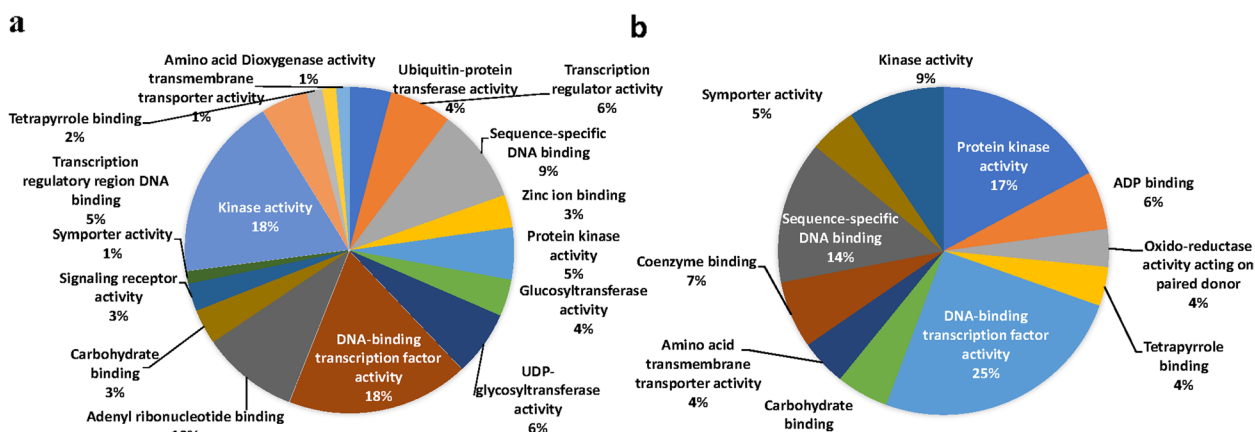 a
Amino acid
transmembrane
transporter activity
1%
Dioxygenase activity
1%
Ubiquitin-protein
transferase activity
4%
Transcription
regulator activity
6%
Sequence-specific
DNA binding
9%
Zinc ion binding
3%
Protein kinase
activity
5%
Glucosyltransferase
activity
4%
UDP-
glycosyltransferase
activity
6%
DNA-binding
transcription factor
activity
18%
Adenyl ribonucleotide binding
Carbohydrate
binding
3%
Signaling receptor
activity
3%
Symporter activity
1%
Transcription
regulatory region DNA
binding
5%
Kinase activity
18%
Tetrapyrrole binding
2%
b
Kinase activity
9%
Symporter activity
5%
Protein kinase
activity
17%
ADP binding
6%
Oxido-reductase
activity acting on
paired donor
4%
Tetrapyrrole
binding
4%
DNA-binding
transcription factor
activity
25%
Carbohydrate binding
Amino acid
transmembrane
transporter activity
4%
Coenzyme binding
7%
Sequence-specific
DNA binding
14%